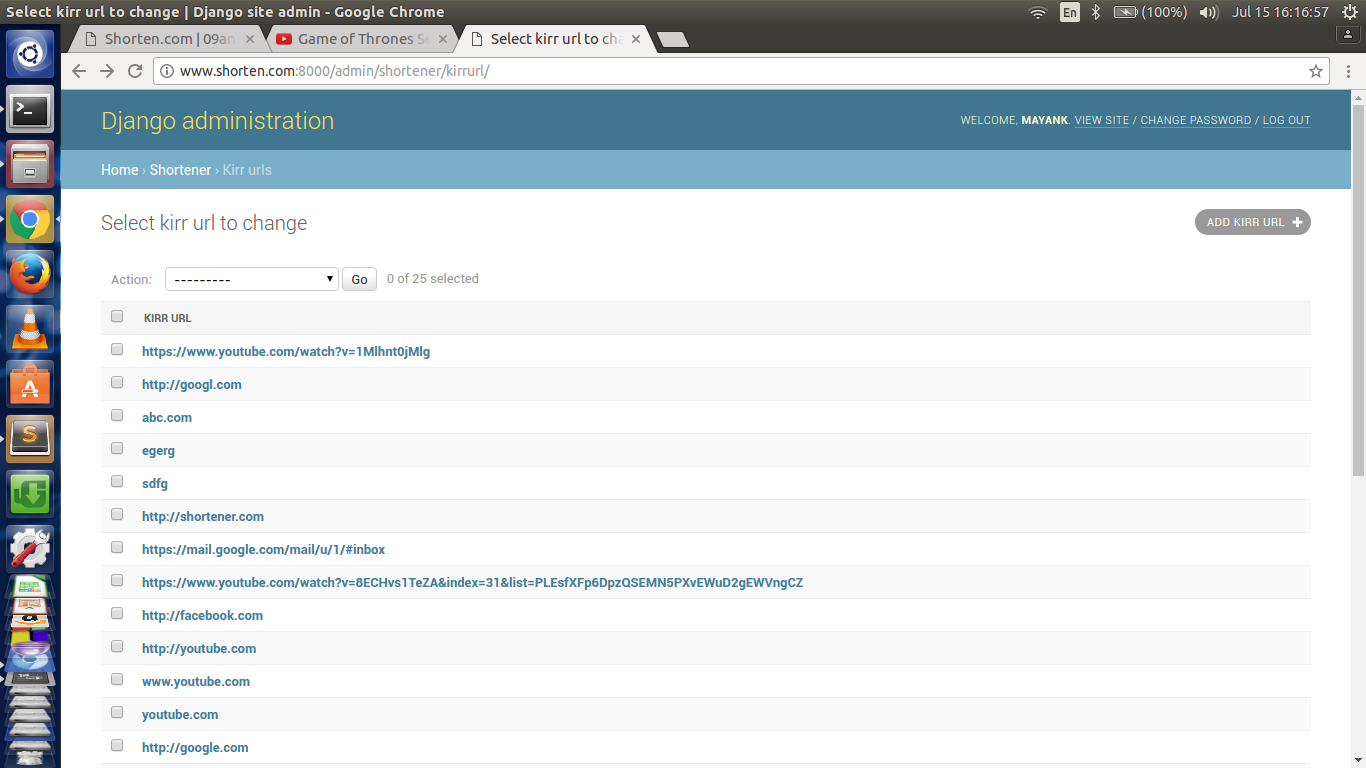 Select kirr url to change | Django site admin - Google Chrome
En (100%) Jul 15 16:16:57
Shorten.com | 09an
Game of Thrones Se
Select kirr url to cha
www.shorten.com:8000/admin/shortener/kirrurl/
Django administration
WELCOME, MAYANK. VIEW SITE / CHANGE PASSWORD / LOG OUT
Home › Shortener › Kirr urls
Select kirr url to change
ADD KIRR URL +
Action: --------- Go 0 of 25 selected
KIRR URL
https://www.youtube.com/watch?v=1Mlhnt0jMlg
http://googl.com
abc.com
egerg
sdfg
http://shortener.com
https://mail.google.com/mail/u/1/#inbox
https://www.youtube.com/watch?v=8ECHvs1TeZA&index=31&list=PLEsfXFp6DpzQSEMN5PXvEWuD2gEWVngCZ
http://facebook.com
http://youtube.com
www.youtube.com
youtube.com
http://google.com